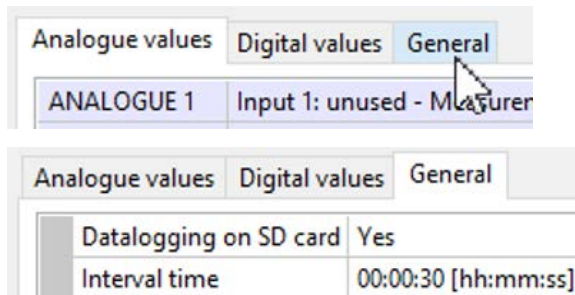 Analogue values Digital values General
ANALOGUE 1 Input 1: unused -
Analogue values Digital values General
Datalogging on SD card Yes
Interval time 00:00:30 [hh:mm:ss]